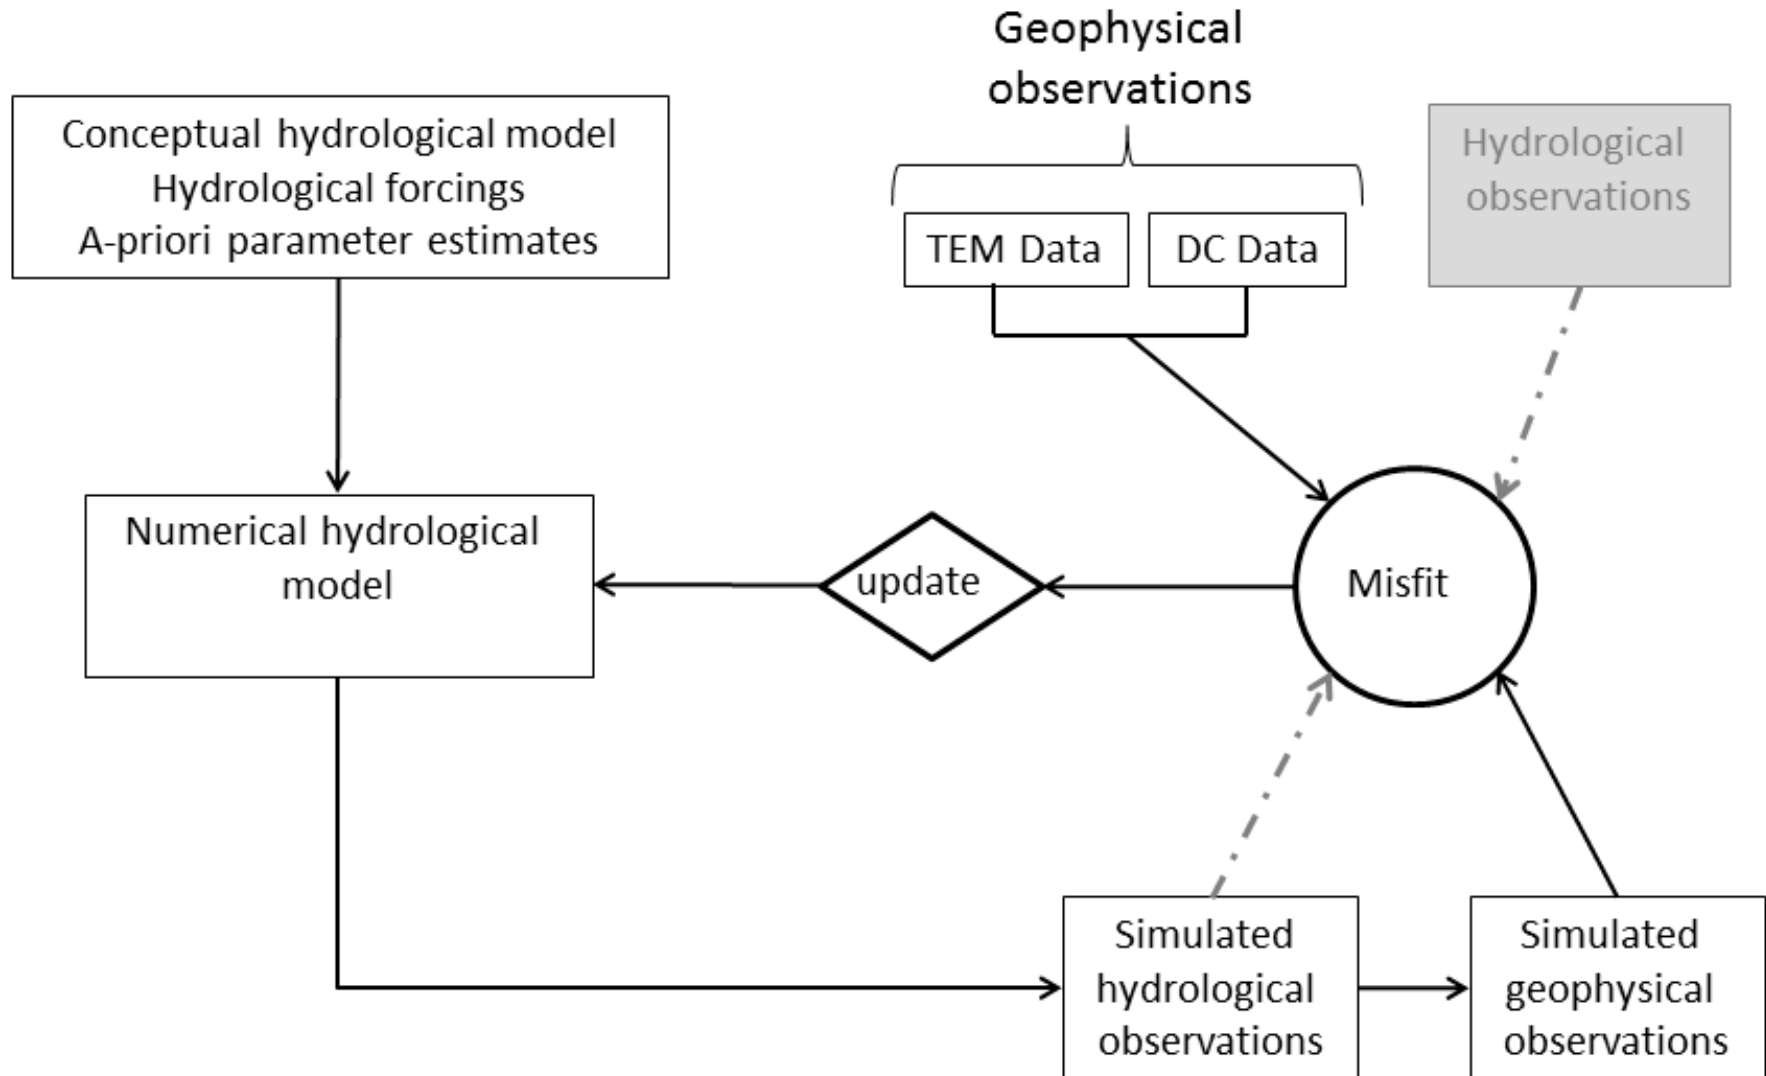 Geophysical
observations
Conceptual hydrological model
Hydrological forcings
A-priori parameter estimates
TEM Data
DC Data
Hydrological
observations
Numerical hydrological
model
update
Misfit
Simulated
hydrological
observations
Simulated
geophysical
observations